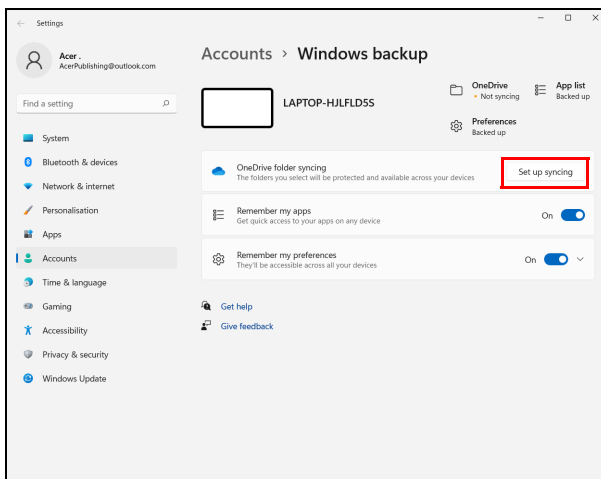 Settings
Acer .
AcerPublishing@outlook.com
Find a setting
System
Bluetooth & devices
Network & internet
Personalisation
Apps
Accounts
Time & language
Gaming
Accessibility
Privacy & security
Windows Update
Accounts > Windows backup
LAPTOP-HJLFLD5S
OneDrive
• Not syncing
App list
Backed up
Preferences
Backed up
OneDrive folder syncing
The folders you select will be protected and available across your devices
Set up syncing
Remember my apps
Get quick access to your apps on any device
On
Remember my preferences
They'll be accessible across all your devices
On
Get help
Give feedback